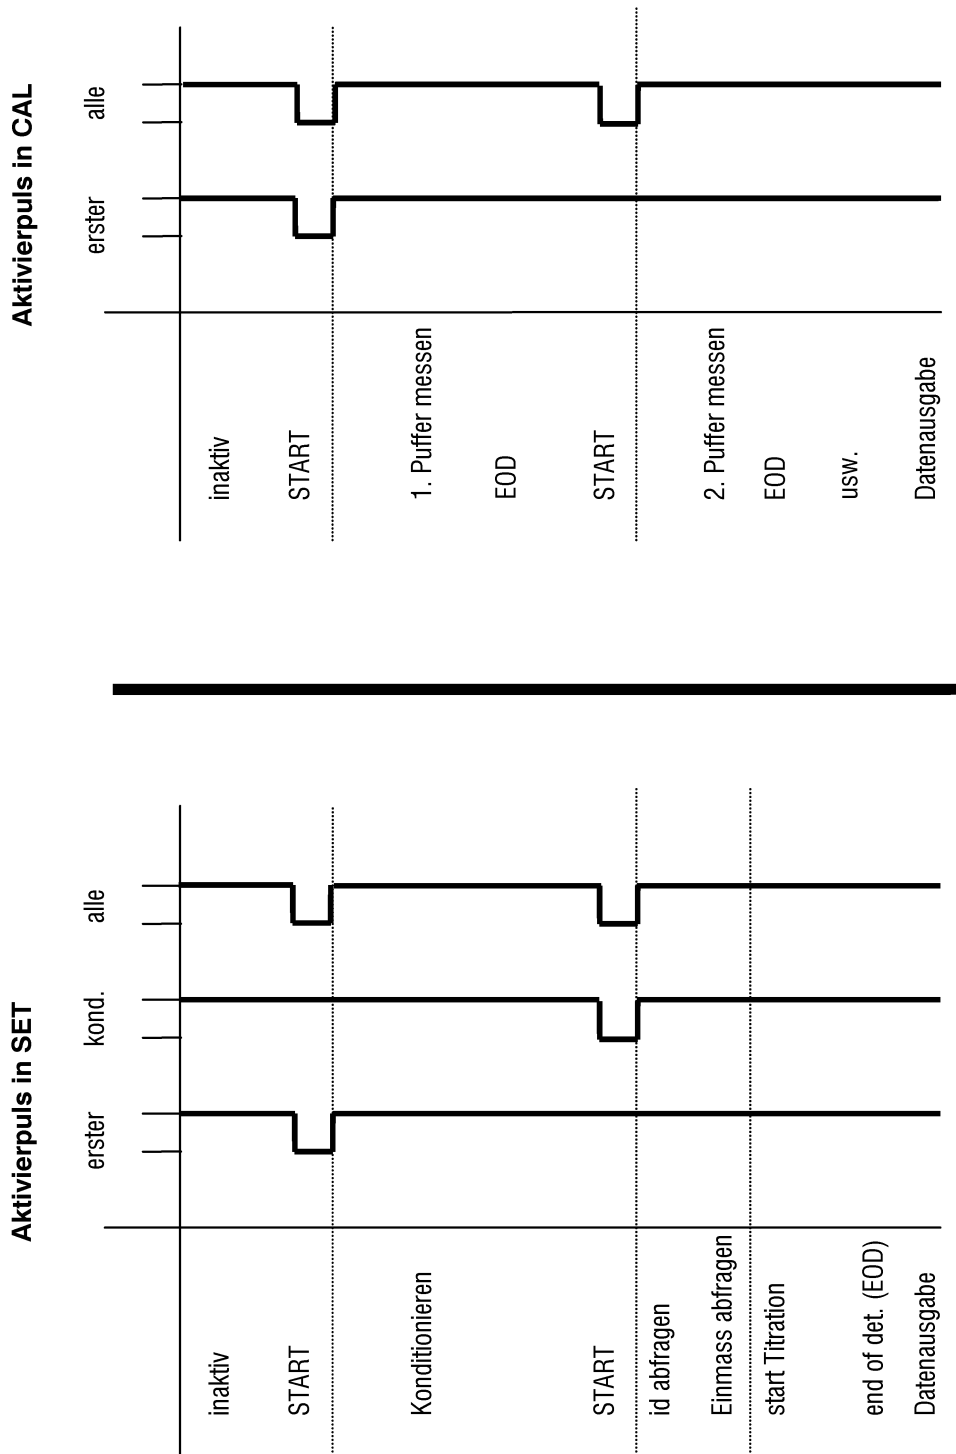 Aktivierpuls in CAL
alle
erster
inaktiv
START
1. Puffer messen
EOD
START
2. Puffer messen
EOD
usw.
Datenausgabe
Aktivierpuls in SET
alle
kond.
erster
inaktiv
START
Konditionieren
START
id abfragen
Einmass abfragen
start Titration
end of det. (EOD)
Datenausgabe